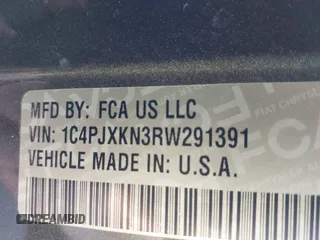 MFD BY: FCA US LLC
VIN: 1C4PJXKN3RW291391
VEHICLE MADE IN: U.S.A.
DREAMBID